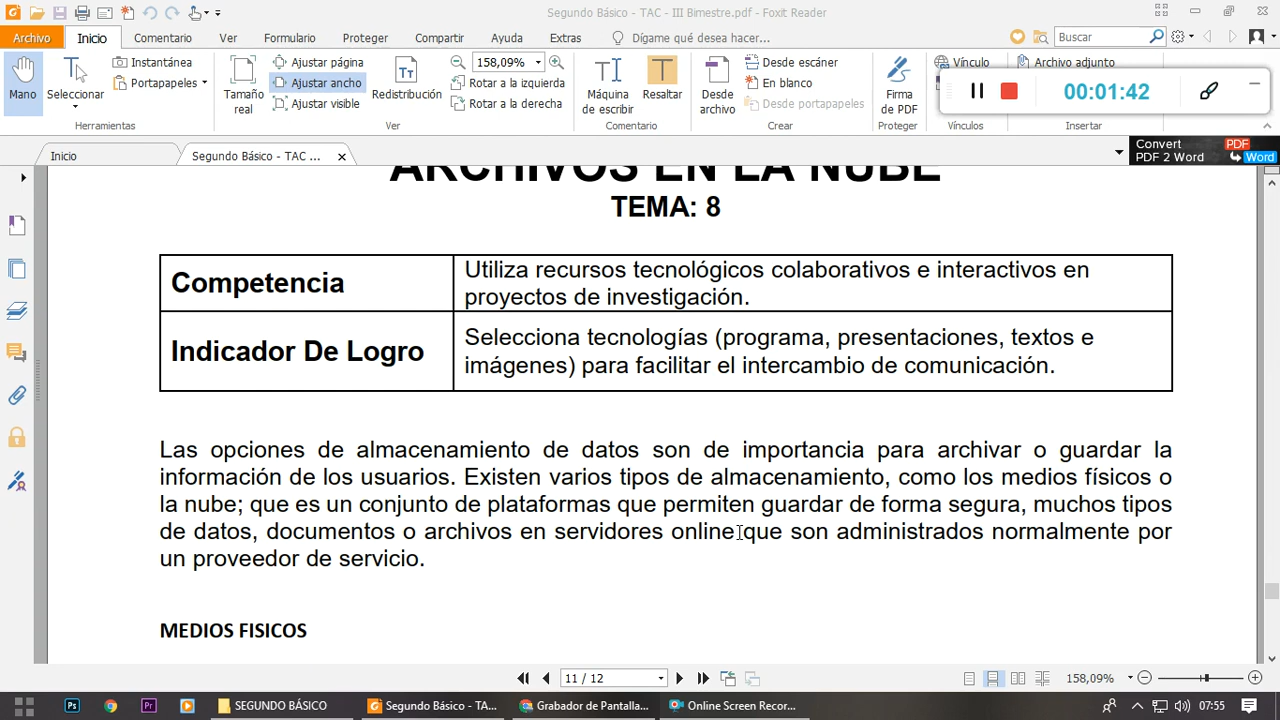 Segundo Básico - TAC - III Bimestre.pdf - Foxit Reader
Archivo Inicio Comentario Ver Formulario Proteger Compartir Ayuda Extras Dígame qué desea hacer... Buscar
Mano
Seleccionar
Instantánea
Portapapeles
Herramientas
Tamaño real
Ajustar página
Ajustar ancho
Ajustar visible
Redistribución
158,09%
Rotar a la izquierda
Rotar a la derecha
Ver
Máquina de escribir
Resaltar
Comentario
Desde archivo
Desde escáner
En blanco
Desde portapapeles
Crear
Firma de PDF
Proteger
Vínculo
Vínculos
Archivo adjunto
Insertar
00:01:42
Inicio
Segundo Básico - TAC ...
Convert PDF
PDF 2 Word Word
ARCHIVOS EN LA NUBE
TEMA: 8
Competencia
Utiliza recursos tecnológicos colaborativos e interactivos en
proyectos de investigación.
Indicador De Logro
Selecciona tecnologías (programa, presentaciones, textos e
imágenes) para facilitar el intercambio de comunicación.
Las opciones de almacenamiento de datos son de importancia para archivar o guardar la
información de los usuarios. Existen varios tipos de almacenamiento, como los medios físicos o
la nube; que es un conjunto de plataformas que permiten guardar de forma segura, muchos tipos
de datos, documentos o archivos en servidores online que son administrados normalmente por
un proveedor de servicio.
MEDIOS FISICOS
11 / 12
158,09%
Ps
Pr
SEGUNDO BÁSICO
Segundo Básico - TA...
Grabador de Pantalla...
Online Screen Recor...
07:55